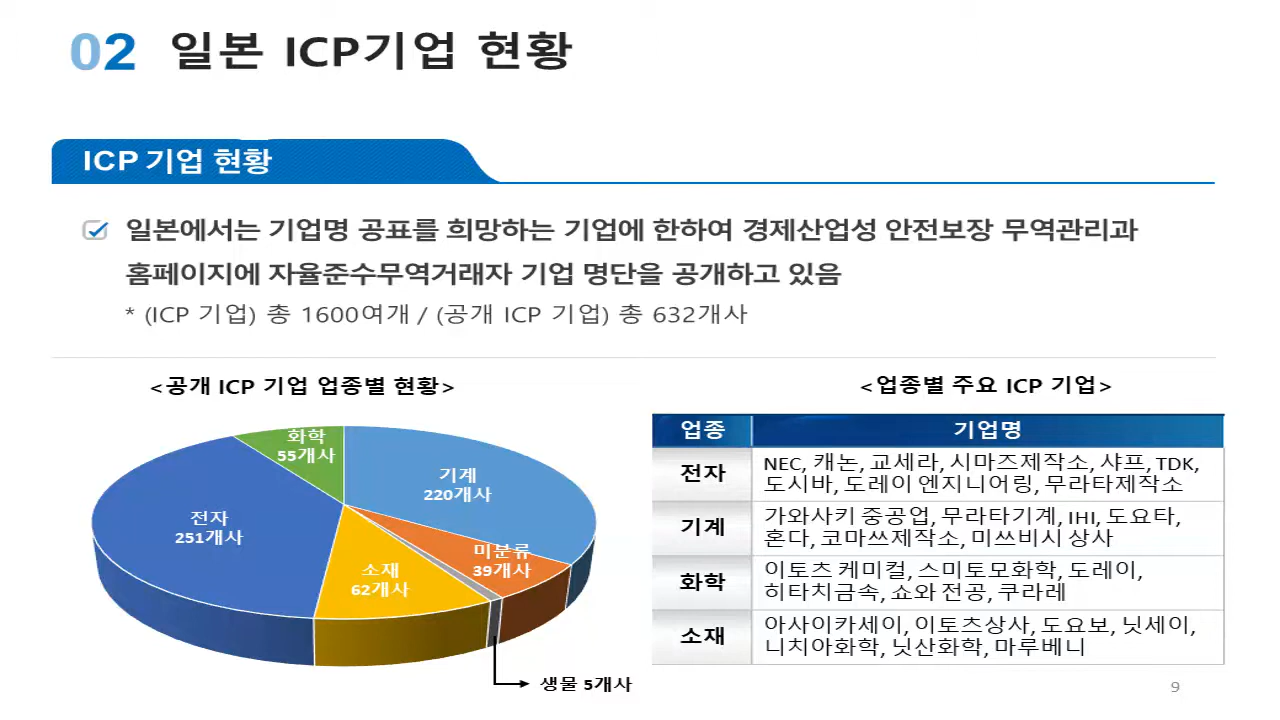 02 일본 ICP기업 현황
ICP 기업 현황
일본에서는 기업명 공표를 희망하는 기업에 한하여 경제산업성 안전보장 무역관리과
홈페이지에 자율준수무역거래자 기업 명단을 공개하고 있음
* (ICP 기업) 총 1600여개 / (공개 ICP 기업) 총 632개사
<공개 ICP 기업 업종별 현황>
화학
55개사
기계
220개사
전자
251개사
소재
62개사
미분류
39개사
생물 5개사
<업종별 주요 ICP 기업>
업종 기업명
전자 NEC, 캐논, 교세라, 시마즈제작소, 샤프, TDK,
도시바, 도레이 엔지니어링, 무라타제작소
기계 가와사키 중공업, 무라타기계, IHI, 도요타,
혼다, 코마쓰제작소, 미쓰비시 상사
화학 이토츠 케미컬, 스미토모화학, 도레이,
히타치금속, 쇼와 전공, 쿠라레
소재 아사이카세이, 이토츠상사, 도요보, 닛세이,
니치아화학, 닛산화학, 마루베니
9